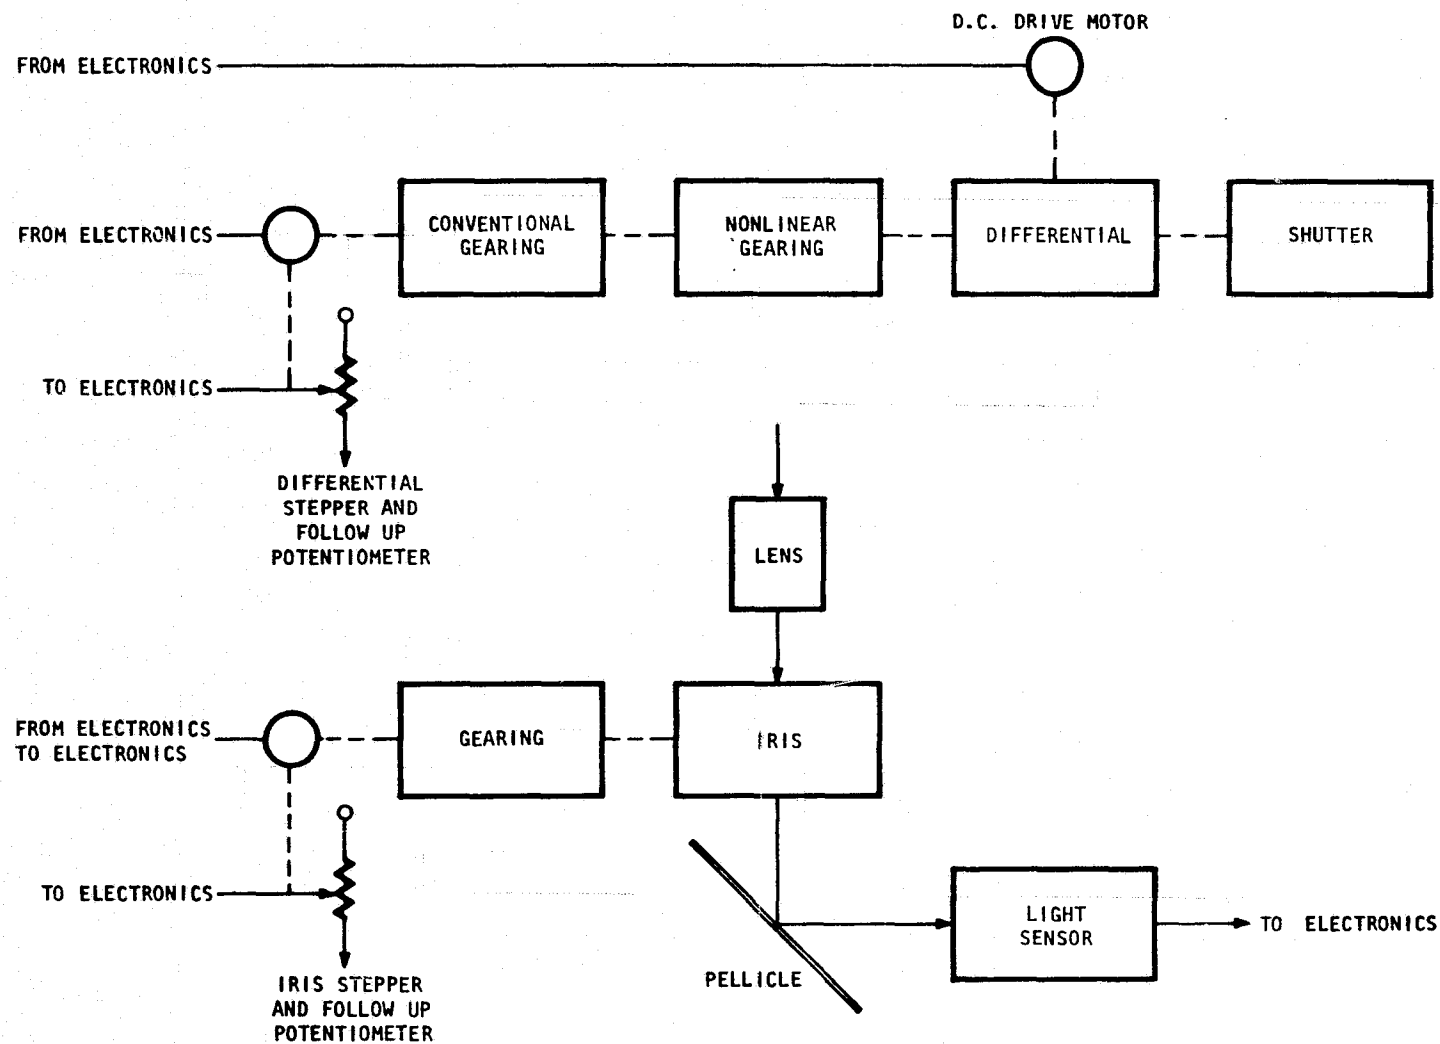 D.C. DRIVE MOTOR
FROM ELECTRONICS
FROM ELECTRONICS
CONVENTIONAL
GEARING
NONLINEAR
GEARING
DIFFERENTIAL
SHUTTER
TO ELECTRONICS
DIFFERENTIAL
STEPPER AND
FOLLOW UP
POTENTIOMETER
LENS
FROM ELECTRONICS
TO ELECTRONICS
GEARING
IRIS
TO ELECTRONICS
LIGHT
SENSOR
TO ELECTRONICS
PELLICLE
IRIS STEPPER
AND FOLLOW UP
POTENTIOMETER